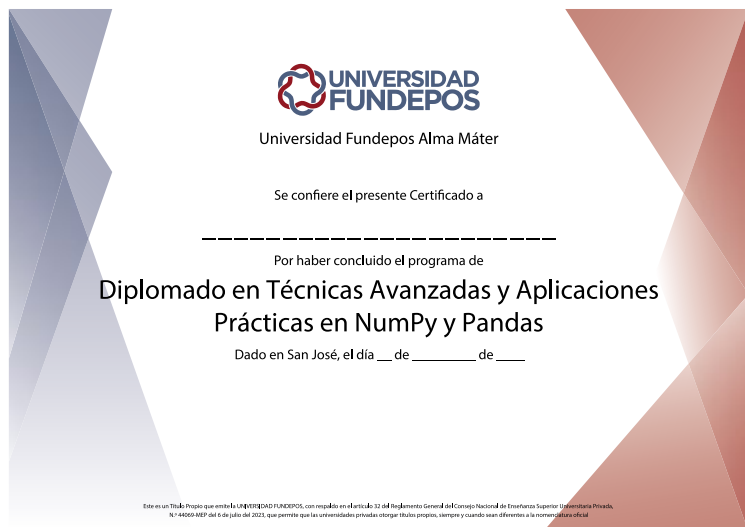 UNIVERSIDAD
FUNDEPOS
Universidad Fundepos Alma Máter
Se confiere el presente Certificado a
Por haber concluido el programa de
Diplomado en Técnicas Avanzadas y Aplicaciones
Prácticas en NumPy y Pandas
Dado en San José, el día __ de ________ de ____
Este es un Título Propio que emite la UNIVERSIDAD FUNDEPOS, con respaldo en el artículo 32 del Reglamento General del Consejo Nacional de Enseñanza Superior Universitaria Privada,
N.º 44069-MEP del 6 de julio del 2023, que permite que las universidades privadas otorgar títulos propios, siempre y cuando sean diferentes a la nomenclatura oficial